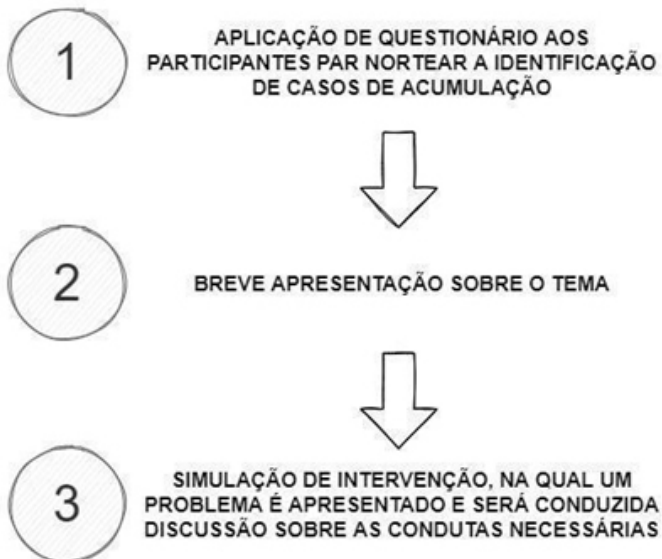 1
APLICAÇÃO DE QUESTIONÁRIO AOS
PARTICIPANTES PAR NORTEAR A IDENTIFICAÇÃO
DE CASOS DE ACUMULAÇÃO
2
BREVE APRESENTAÇÃO SOBRE O TEMA
3
SIMULAÇÃO DE INTERVENÇÃO, NA QUAL UM
PROBLEMA É APRESENTADO E SERÁ CONDUZIDA
DISCUSSÃO SOBRE AS CONDUTAS NECESSÁRIAS